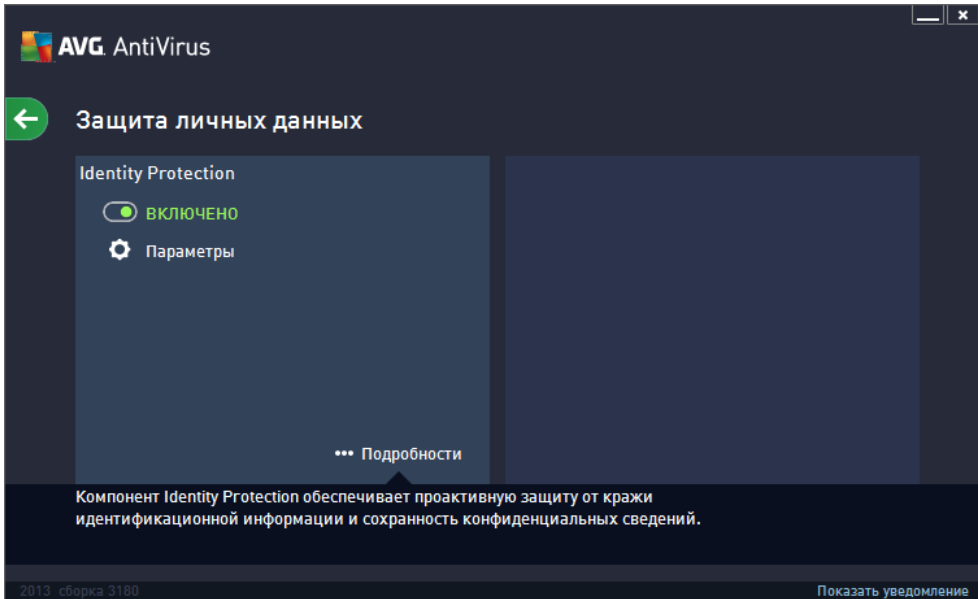 AVG. AntiVirus
Защита личных данных
Identity Protection
ВКЛЮЧЕНО
Параметры
••• Подробности
Компонент Identity Protection обеспечивает проактивную защиту от кражи
идентификационной информации и сохранность конфиденциальных сведений.
2013 сборка 3180
Показать уведомление